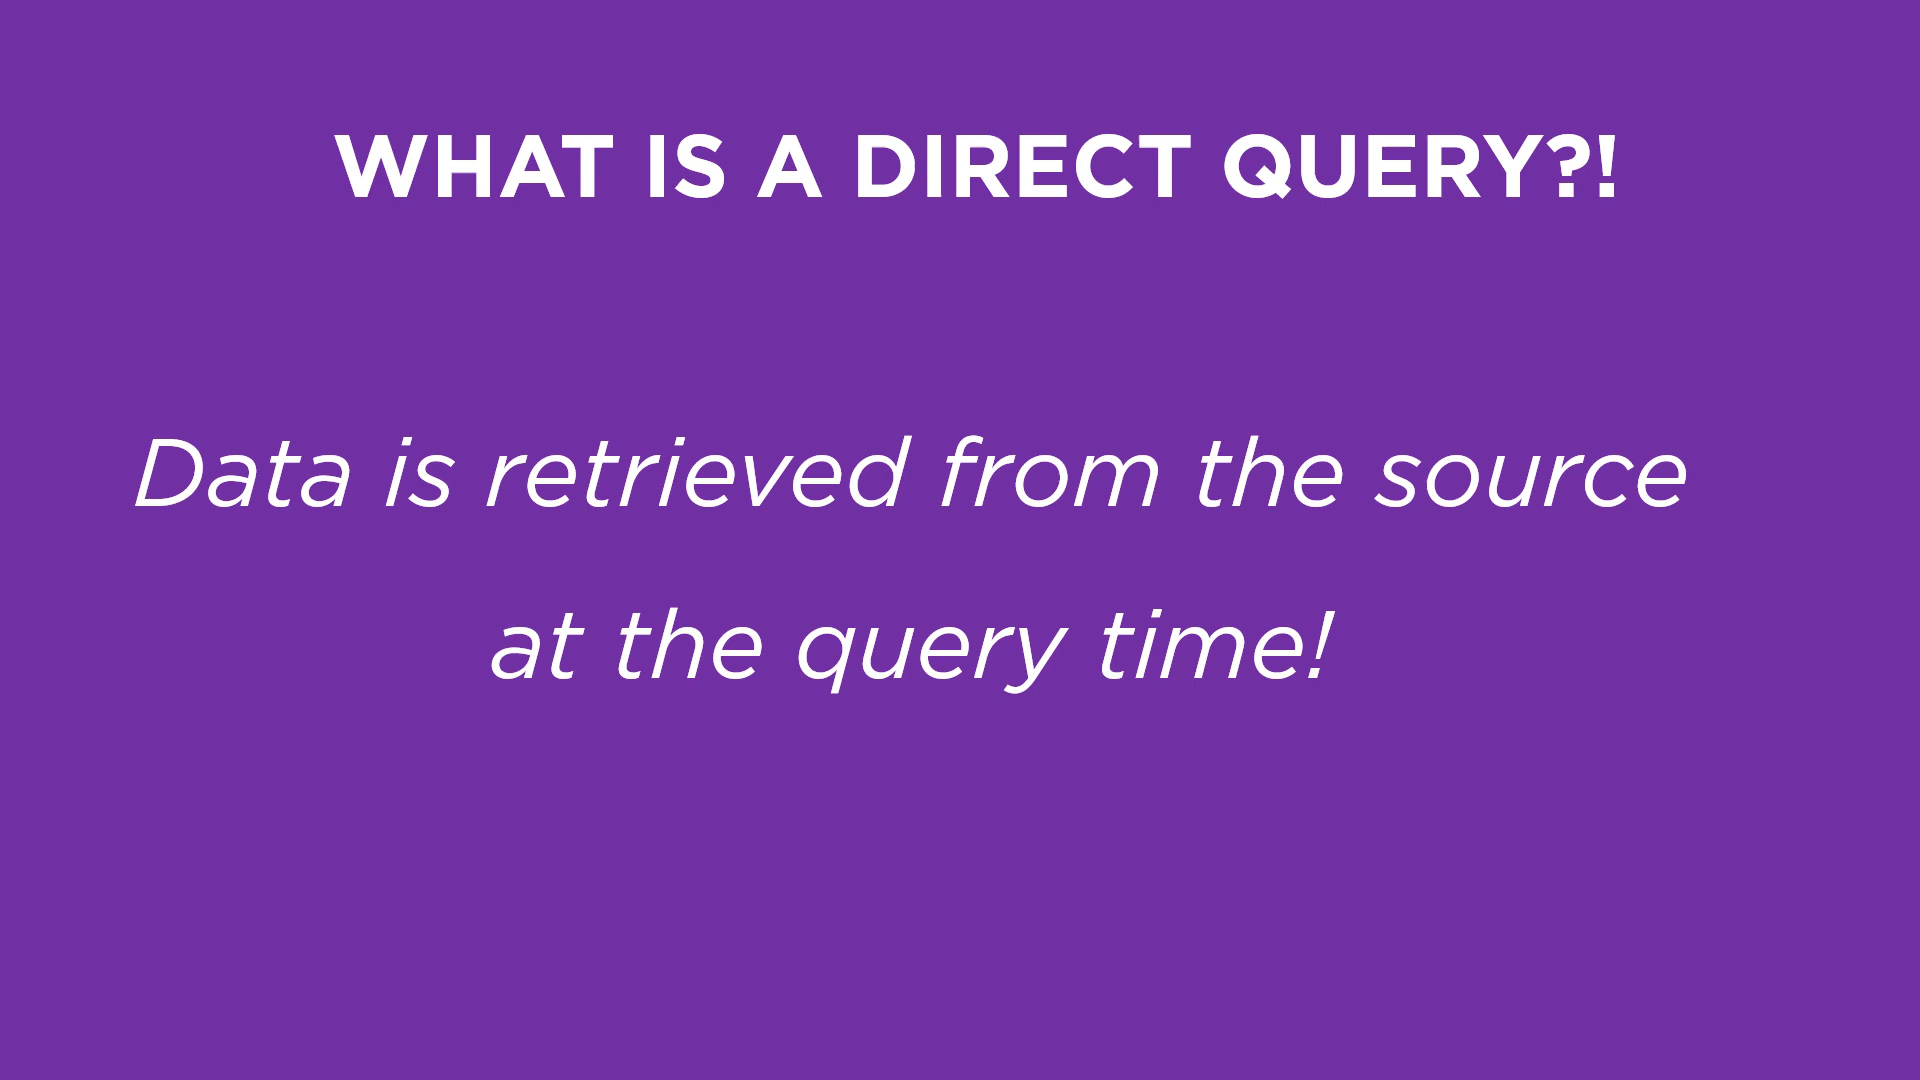 WHAT IS A DIRECT QUERY?!
Data is retrieved from the source
at the query time!